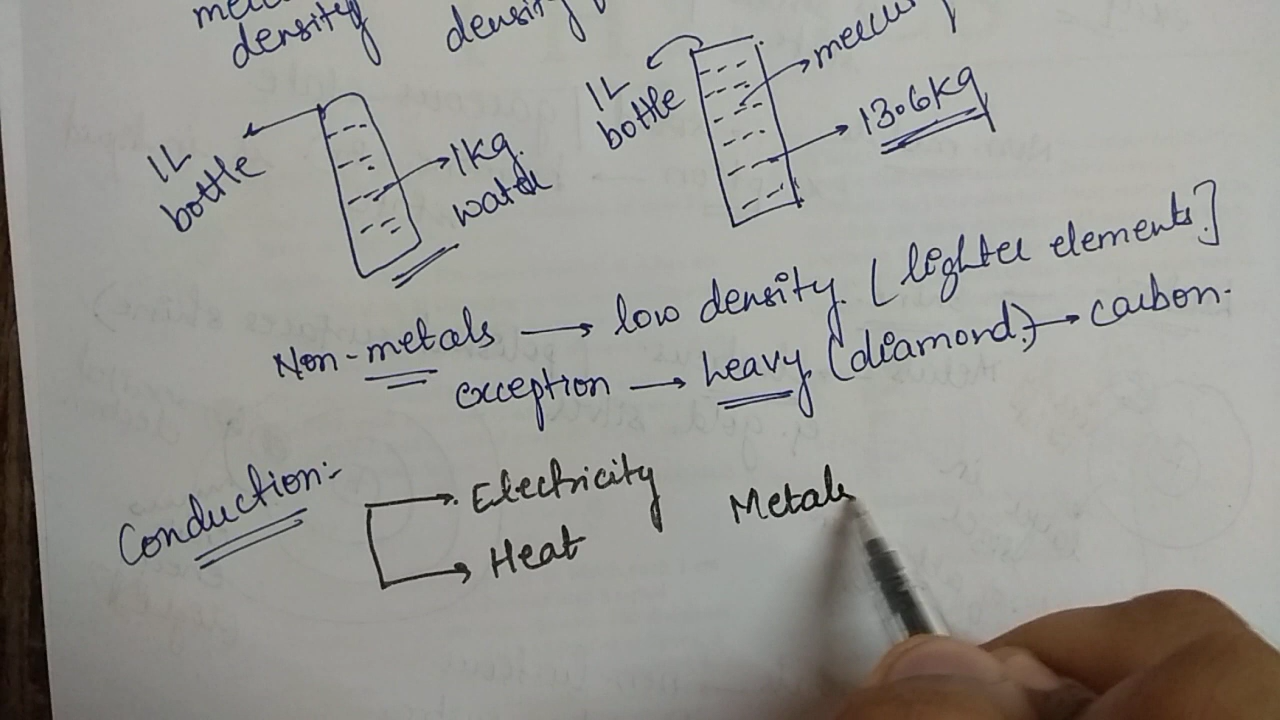 density density
1L bottle
1kg. water
1L bottle
mercury
13.6kg
Non-metals → low density. (lighter elements.]
exception → heavy (diamond.) → carbon.
Conduction:-
→ Electricity
→ Heat
Metals